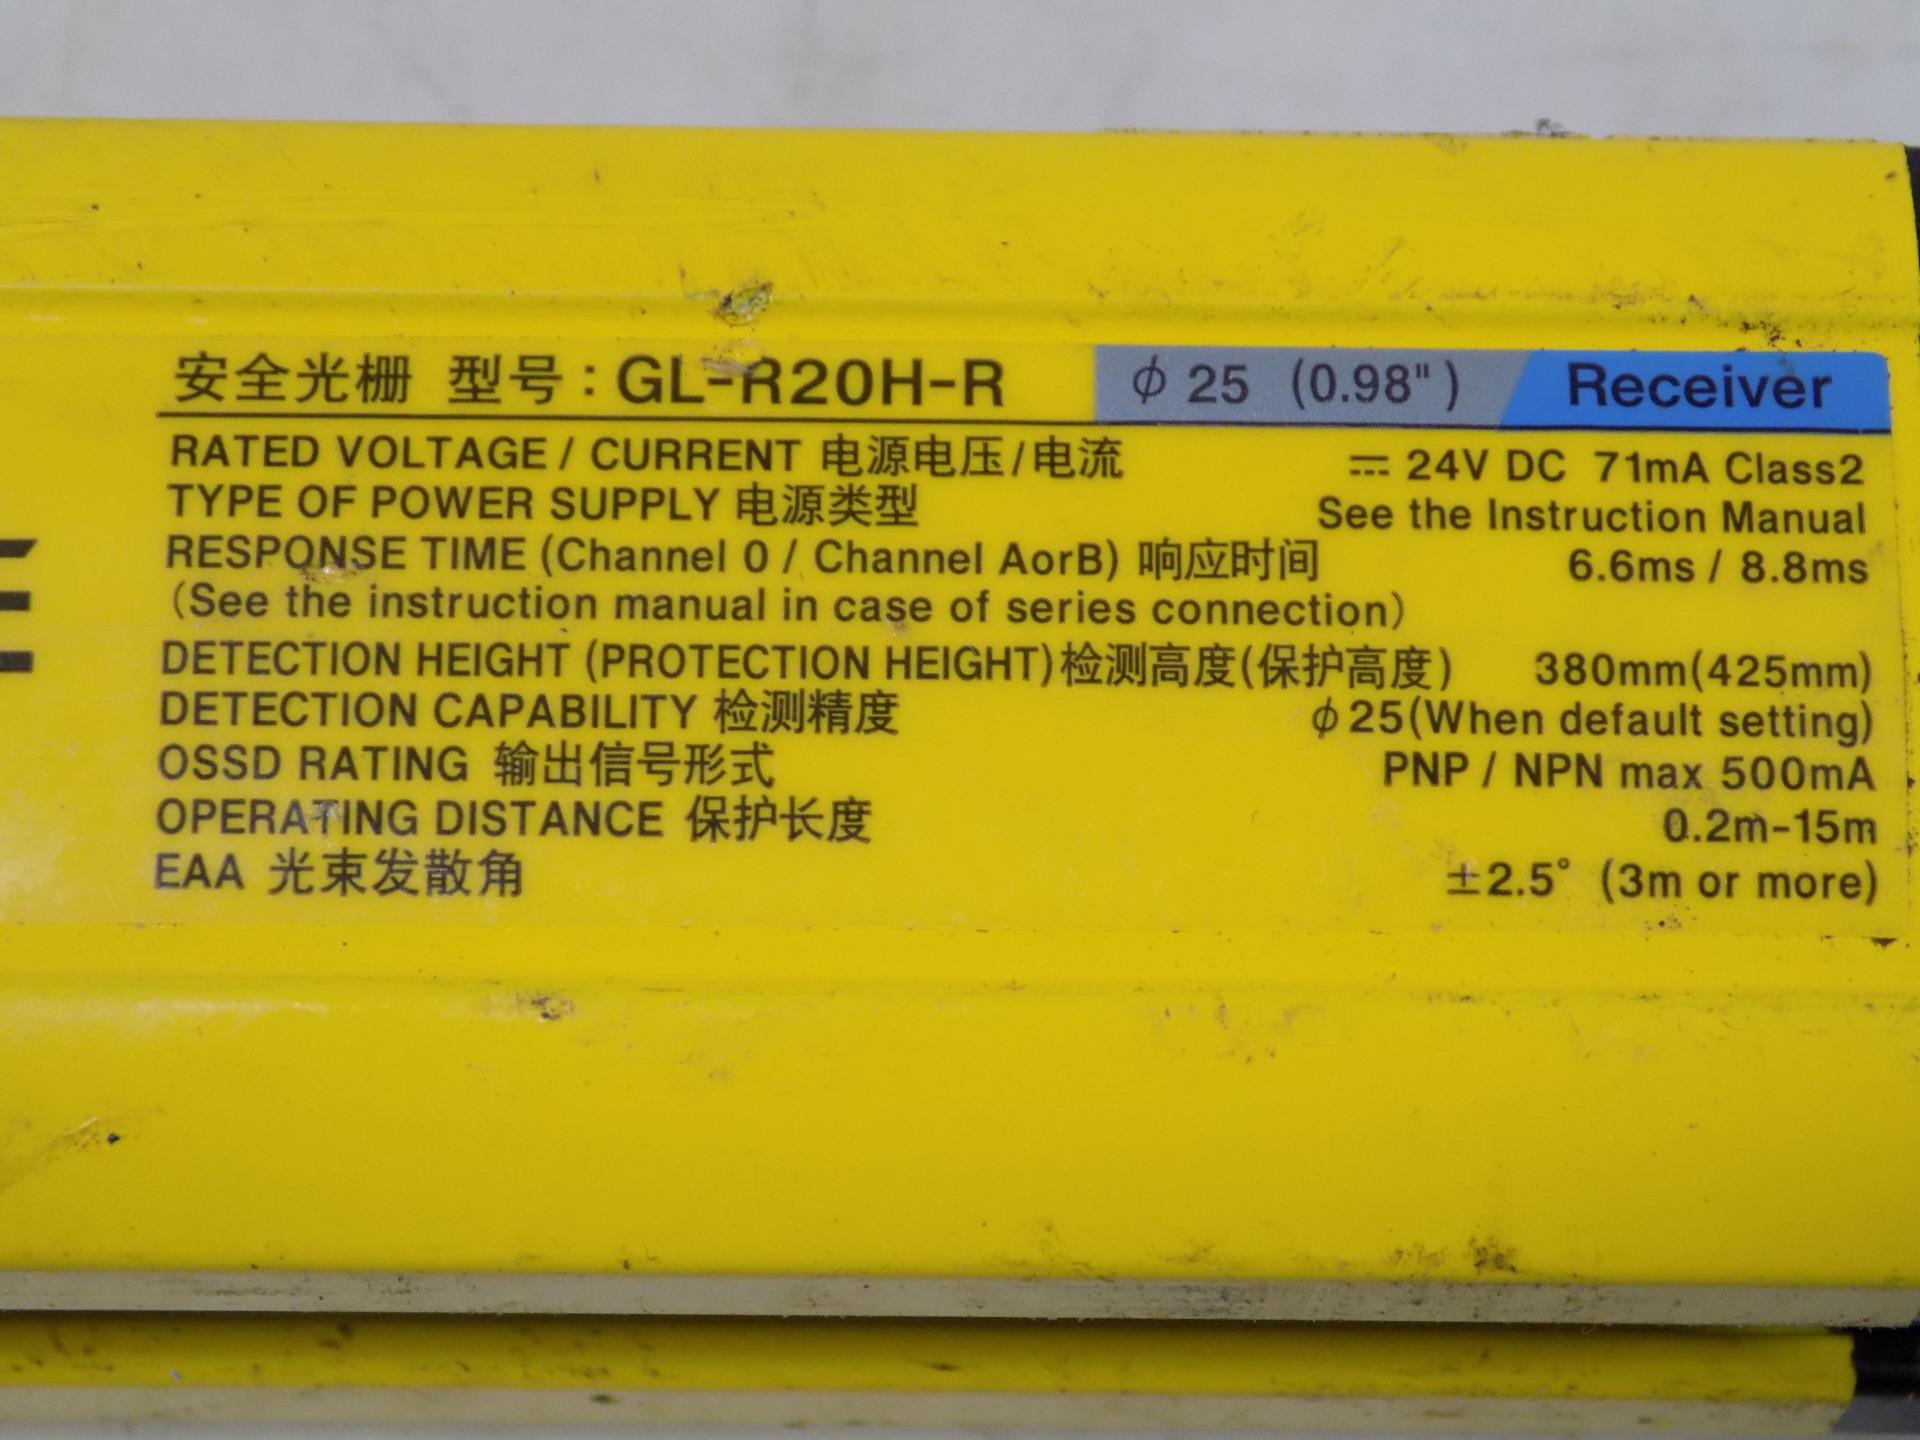 安全光栅 型号：GL-R20H-R ϕ25 (0.98") Receiver
RATED VOLTAGE / CURRENT 电源电压/电流 ⎓ 24V DC 71mA Class2
TYPE OF POWER SUPPLY 电源类型 See the Instruction Manual
RESPONSE TIME (Channel 0 / Channel AorB) 响应时间 6.6ms / 8.8ms
(See the instruction manual in case of series connection)
DETECTION HEIGHT (PROTECTION HEIGHT) 检测高度(保护高度) 380mm(425mm)
DETECTION CAPABILITY 检测精度 ϕ25(When default setting)
OSSD RATING 输出信号形式 PNP / NPN max 500mA
OPERATING DISTANCE 保护长度 0.2m-15m
EAA 光束发散角 ±2.5° (3m or more)